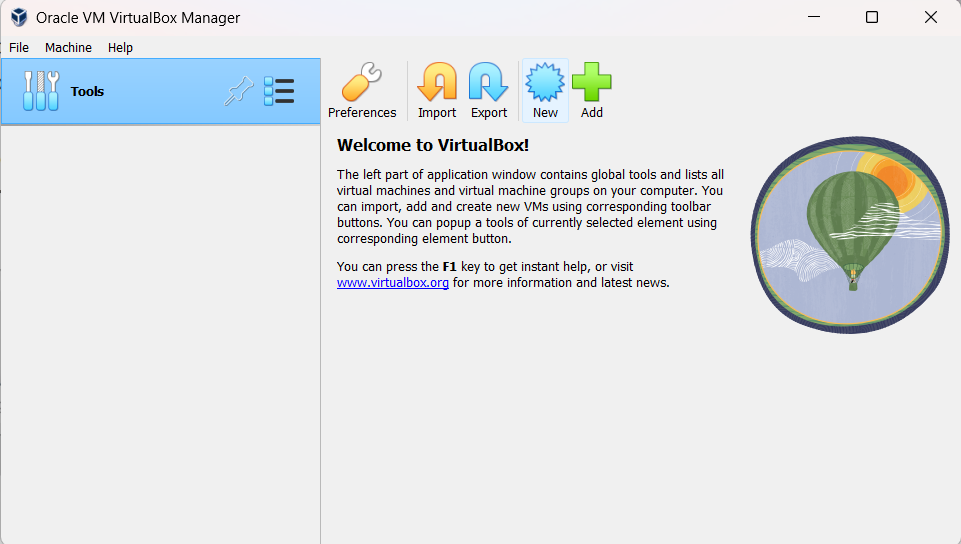 Oracle VM VirtualBox Manager
File Machine Help
Tools
Preferences Import Export New Add
Welcome to VirtualBox!
The left part of application window contains global tools and lists all
virtual machines and virtual machine groups on your computer. You
can import, add and create new VMs using corresponding toolbar
buttons. You can popup a tools of currently selected element using
corresponding element button.
You can press the F1 key to get instant help, or visit
www.virtualbox.org for more information and latest news.